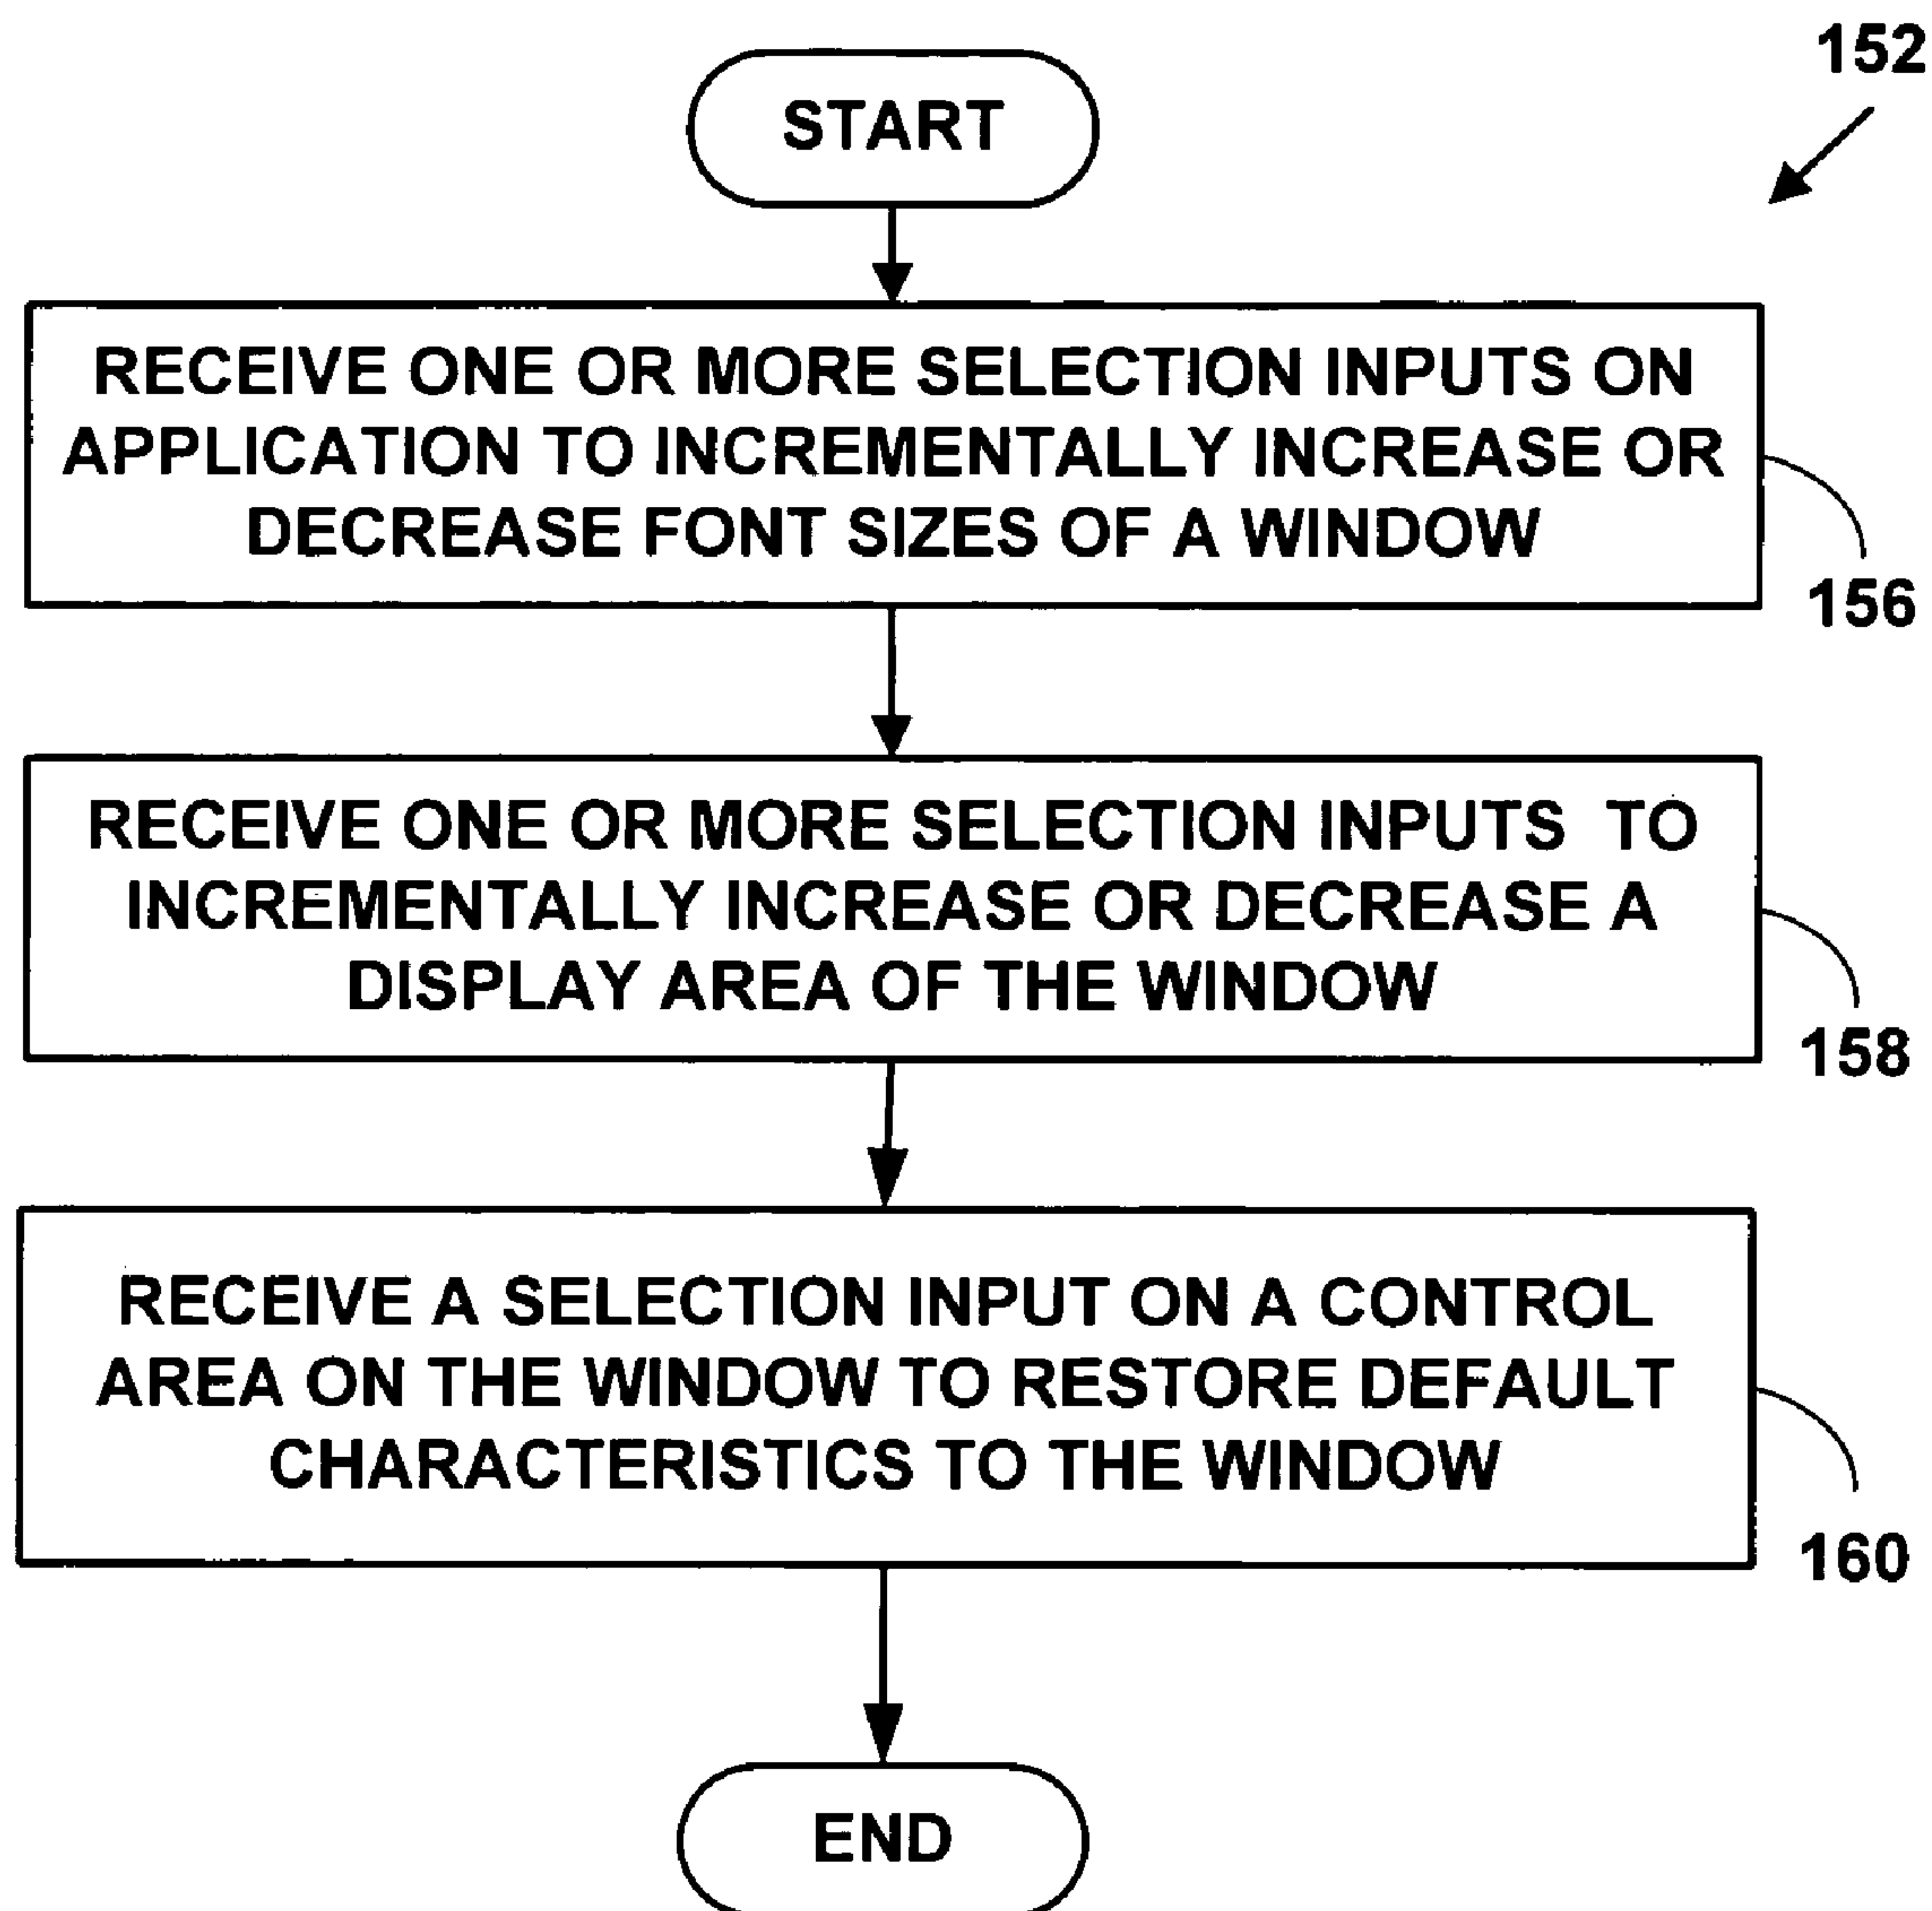 152
START
RECEIVE ONE OR MORE SELECTION INPUTS ON
APPLICATION TO INCREMENTALLY INCREASE OR
DECREASE FONT SIZES OF A WINDOW
156
RECEIVE ONE OR MORE SELECTION INPUTS TO
INCREMENTALLY INCREASE OR DECREASE A
DISPLAY AREA OF THE WINDOW
158
RECEIVE A SELECTION INPUT ON A CONTROL
AREA ON THE WINDOW TO RESTORE DEFAULT
CHARACTERISTICS TO THE WINDOW
160
END